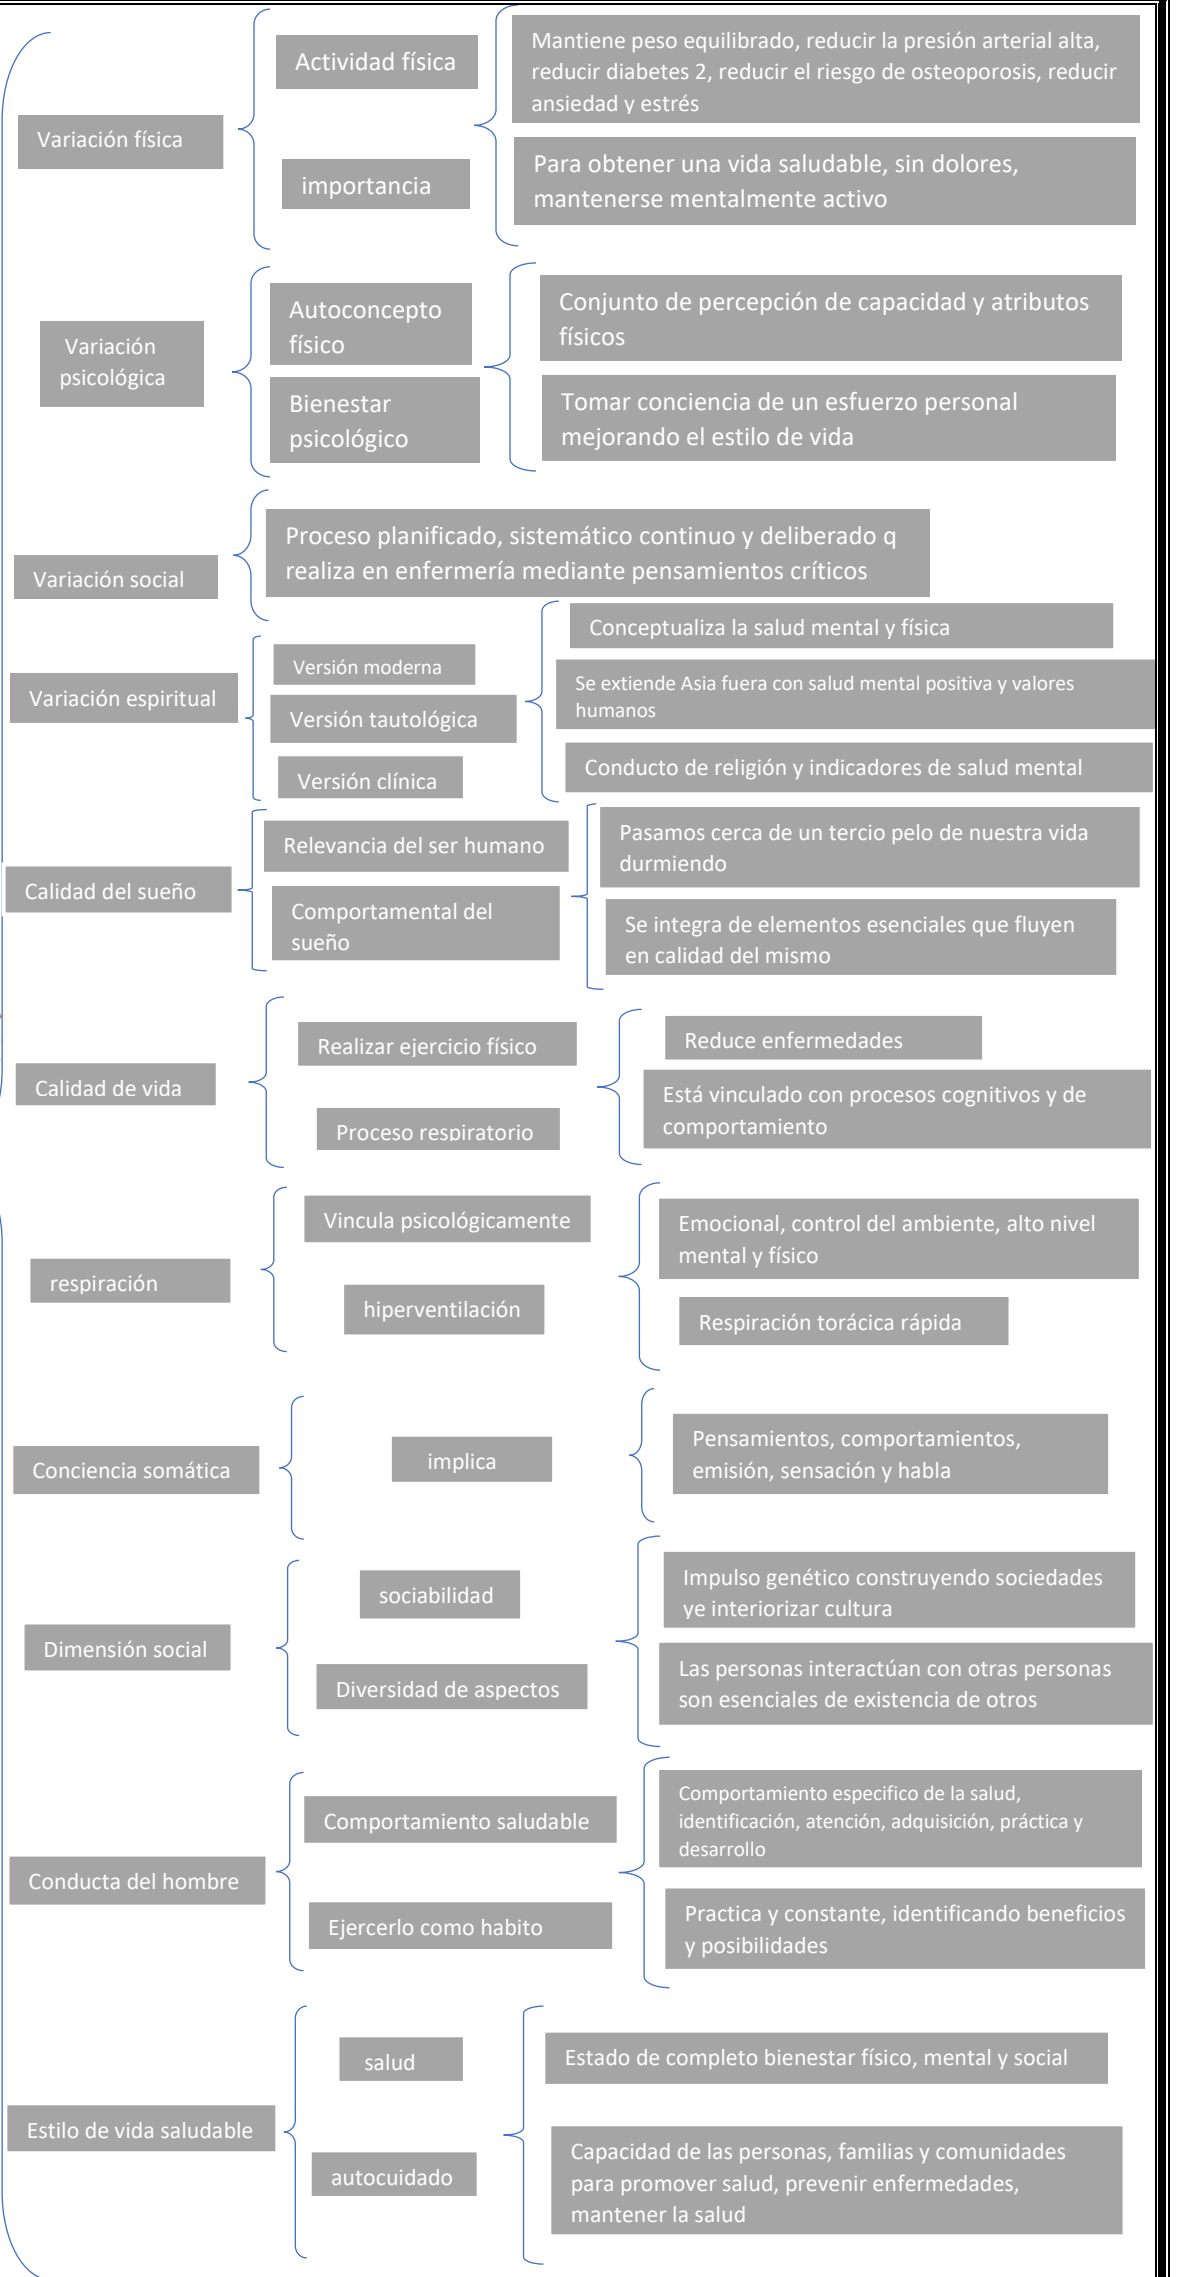 Variación física
Actividad física
importancia
Mantiene peso equilibrado, reducir la presión arterial alta,
reducir diabetes 2, reducir el riesgo de osteoporosis, reducir
ansiedad y estrés
Para obtener una vida saludable, sin dolores,
mantenerse mentalmente activo
Variación
psicológica
Autoconcepto
físico
Bienestar
psicológico
Conjunto de percepción de capacidad y atributos
físicos
Tomar conciencia de un esfuerzo personal
mejorando el estilo de vida
Variación social
Proceso planificado, sistemático continuo y deliberado q
realiza en enfermería mediante pensamientos críticos
Variación espiritual
Versión moderna
Versión tautológica
Versión clínica
Conceptualiza la salud mental y física
Se extiende Asia fuera con salud mental positiva y valores
humanos
Conducto de religión y indicadores de salud mental
Calidad del sueño
Relevancia del ser humano
Comportamental del
sueño
Pasamos cerca de un tercio pelo de nuestra vida
durmiendo
Se integra de elementos esenciales que fluyen
en calidad del mismo
Calidad de vida
Realizar ejercicio físico
Proceso respiratorio
Reduce enfermedades
Está vinculado con procesos cognitivos y de
comportamiento
respiración
Vincula psicológicamente
hiperventilación
Emocional, control del ambiente, alto nivel
mental y físico
Respiración torácica rápida
Conciencia somática
implica
Pensamientos, comportamientos,
emisión, sensación y habla
Dimensión social
sociabilidad
Diversidad de aspectos
Impulso genético construyendo sociedades
ye interiorizar cultura
Las personas interactúan con otras personas
son esenciales de existencia de otros
Conducta del hombre
Comportamiento saludable
Ejercerlo como habito
Comportamiento especifico de la salud,
identificación, atención, adquisición, práctica y
desarrollo
Practica y constante, identificando beneficios
y posibilidades
Estilo de vida saludable
salud
autocuidado
Estado de completo bienestar físico, mental y social
Capacidad de las personas, familias y comunidades
para promover salud, prevenir enfermedades,
mantener la salud